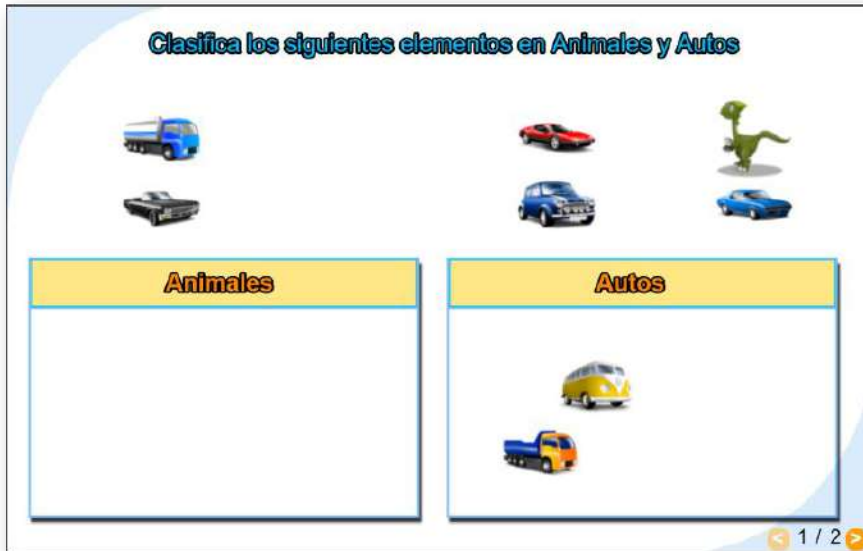 Clasifica los siguientes elementos en Animales y Autos
Animales
Autos
1 / 2